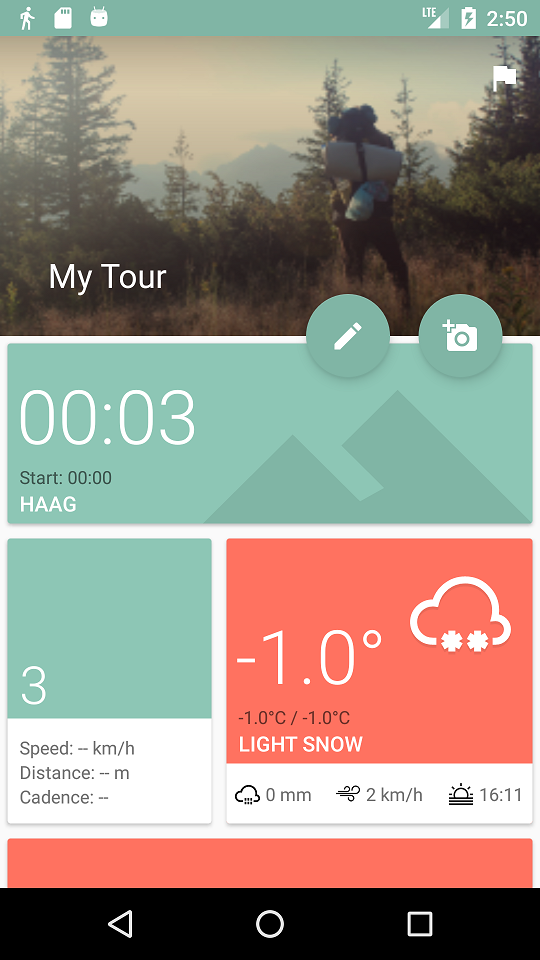 LTE 2:50
My Tour
00:03
Start: 00:00
HAAG
3
Speed: -- km/h
Distance: -- m
Cadence: --
-1.0°
-1.0°C / -1.0°C
LIGHT SNOW
0 mm 2 km/h 16:11